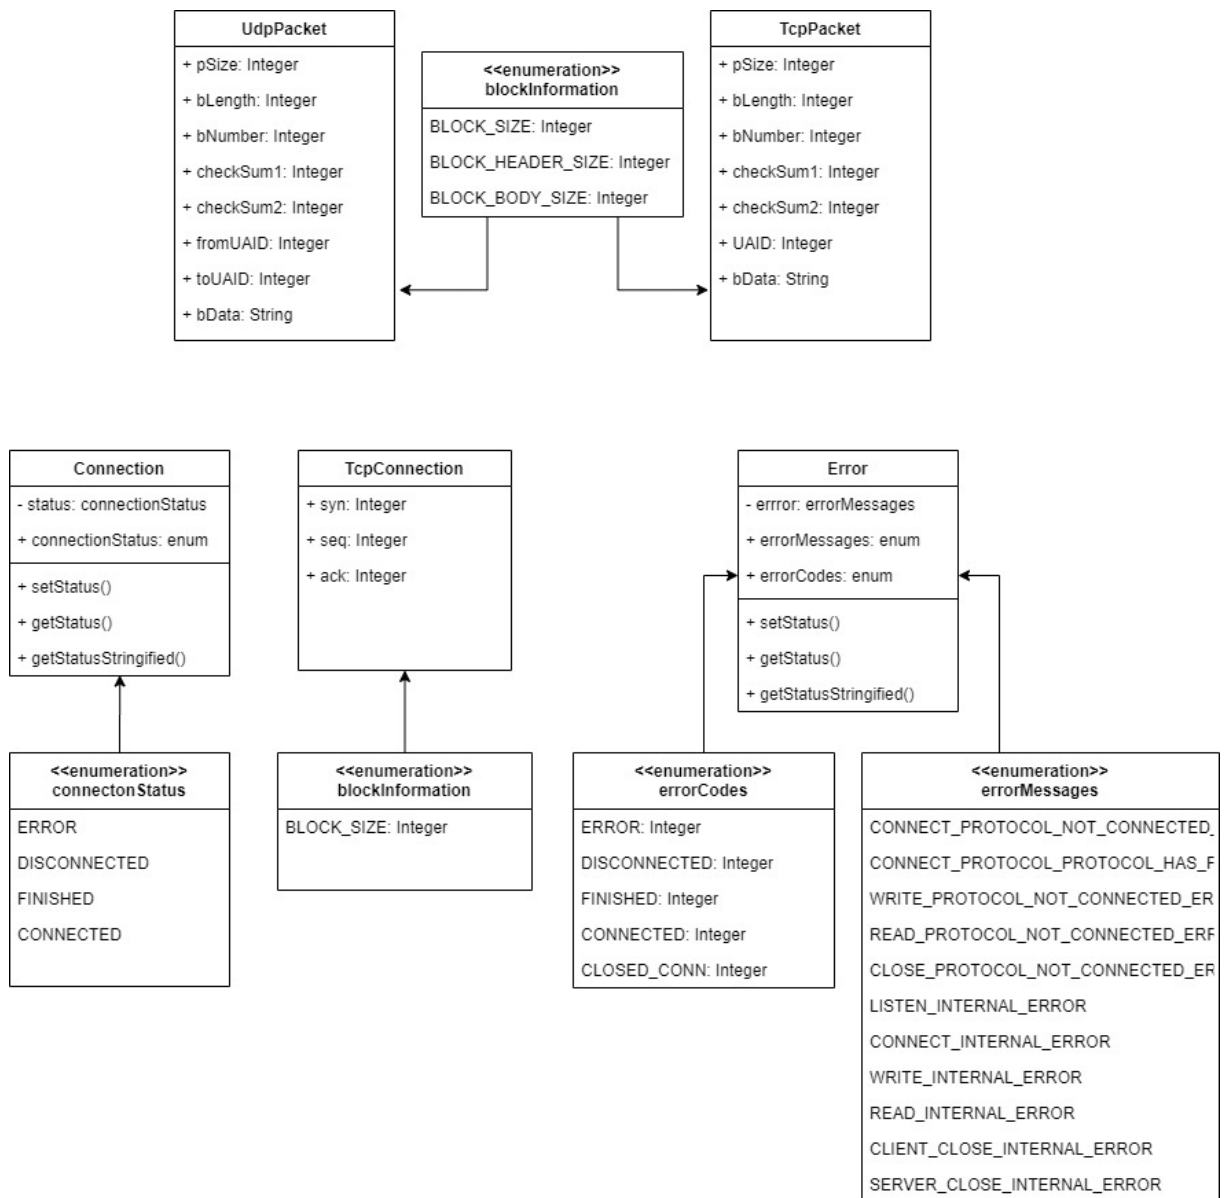 UdpPacket
+ pSize: Integer
+ bLength: Integer
+ bNumber: Integer
+ checkSum1: Integer
+ checkSum2: Integer
+ fromUAID: Integer
+ toUAID: Integer
+ bData: String
<<enumeration>>
blockInformation
BLOCK_SIZE: Integer
BLOCK_HEADER_SIZE: Integer
BLOCK_BODY_SIZE: Integer
TcpPacket
+ pSize: Integer
+ bLength: Integer
+ bNumber: Integer
+ checkSum1: Integer
+ checkSum2: Integer
+ UAID: Integer
+ bData: String
Connection
- status: connectionStatus
+ connectionStatus: enum
+ setStatus()
+ getStatus()
+ getStatusStringified()
TcpConnection
+ syn: Integer
+ seq: Integer
+ ack: Integer
Error
- errror: errorMessages
+ errorMessages: enum
+ errorCodes: enum
+ setStatus()
+ getStatus()
+ getStatusStringified()
<<enumeration>>
connectonStatus
ERROR
DISCONNECTED
FINISHED
CONNECTED
<<enumeration>>
blockInformation
BLOCK_SIZE: Integer
<<enumeration>>
errorCodes
ERROR: Integer
DISCONNECTED: Integer
FINISHED: Integer
CONNECTED: Integer
CLOSED_CONN: Integer
<<enumeration>>
errorMessages
CONNECT_PROTOCOL_NOT_CONNECTED_
CONNECT_PROTOCOL_PROTOCOL_HAS_F
WRITE_PROTOCOL_NOT_CONNECTED_ER
READ_PROTOCOL_NOT_CONNECTED_ERF
CLOSE_PROTOCOL_NOT_CONNECTED_ER
LISTEN_INTERNAL_ERROR
CONNECT_INTERNAL_ERROR
WRITE_INTERNAL_ERROR
READ_INTERNAL_ERROR
CLIENT_CLOSE_INTERNAL_ERROR
SERVER_CLOSE_INTERNAL_ERROR